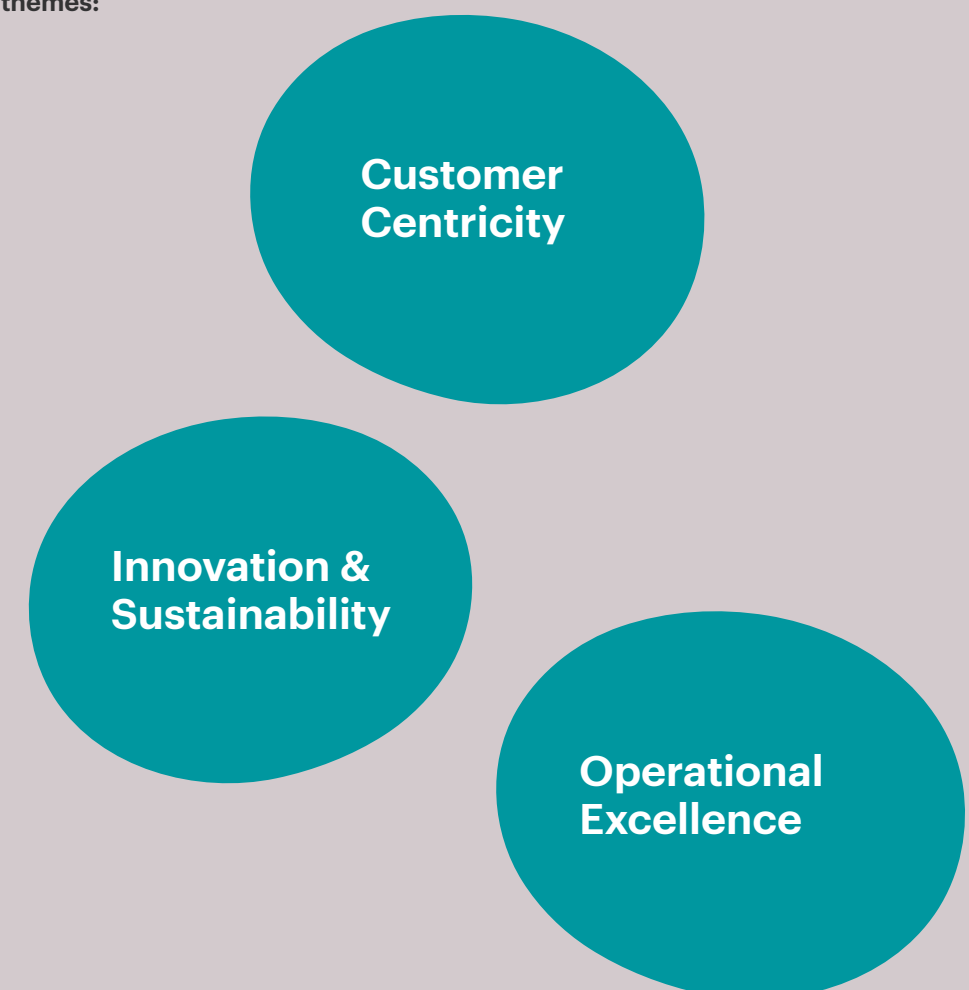 themes:
Customer
Centricity
Innovation &
Sustainability
Operational
Excellence